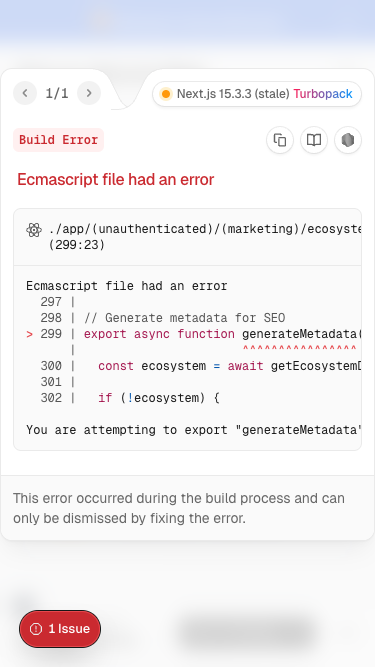 1/1
Next.js 15.3.3 (stale) Turbopack
Build Error
Ecmascript file had an error
./app/(unauthenticated)/(marketing)/ecosyste
(299:23)
Ecmascript file had an error
297 |
298 | // Generate metadata for SEO
> 299 | export async function generateMetadata(
| ^^^^^^^^^^^^^^^^
300 | const ecosystem = await getEcosystemD
301 |
302 | if (!ecosystem) {
You are attempting to export "generateMetadata"
This error occurred during the build process and can
only be dismissed by fixing the error.
1 Issue